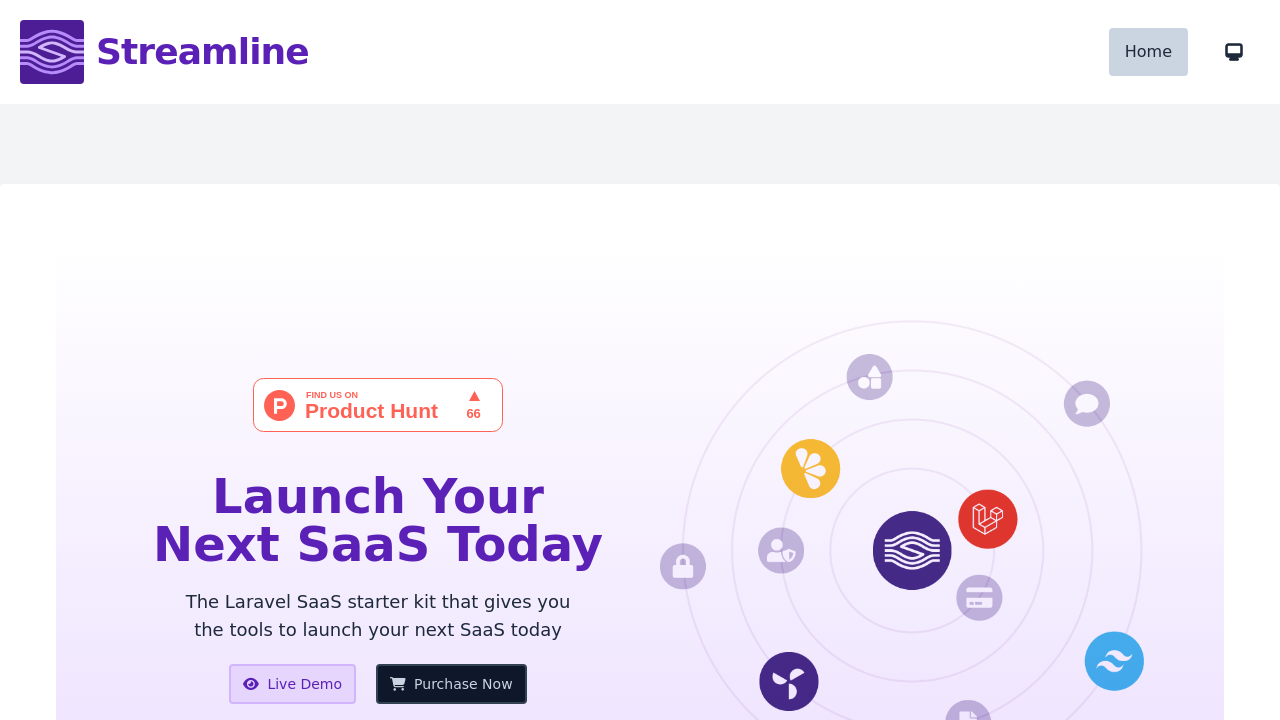 Streamline
Home
FIND US ON
Product Hunt
66
Launch Your
Next SaaS Today
The Laravel SaaS starter kit that gives you
the tools to launch your next SaaS today
Live Demo
Purchase Now